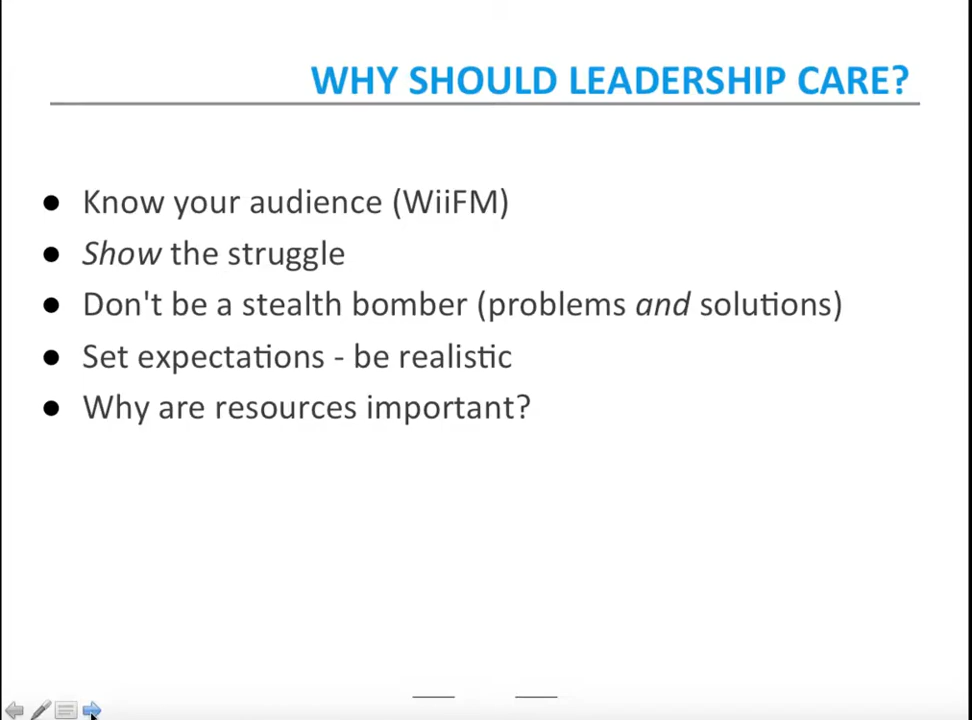 WHY SHOULD LEADERSHIP CARE?
● Know your audience (WiiFM)
● Show the struggle
● Don't be a stealth bomber (problems and solutions)
● Set expectations - be realistic
● Why are resources important?